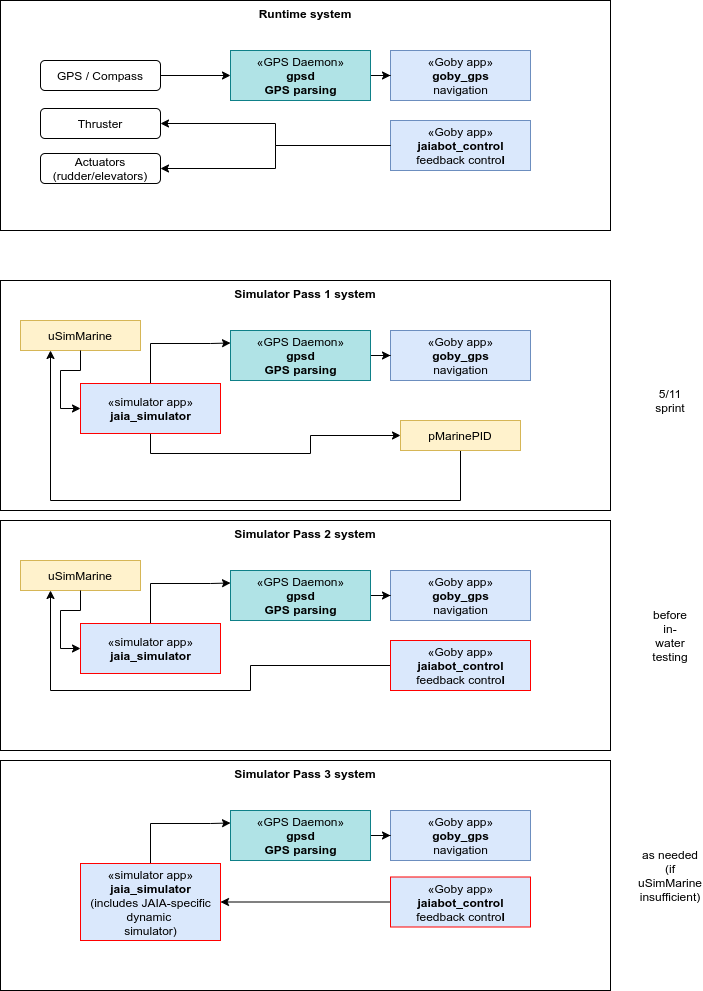 Runtime system
GPS / Compass
«GPS Daemon»
gpsd
GPS parsing
«Goby app»
goby_gps
navigation
Thruster
Actuators
(rudder/elevators)
«Goby app»
jaiabot_control
feedback control
Simulator Pass 1 system
uSimMarine
«GPS Daemon»
gpsd
GPS parsing
«Goby app»
goby_gps
navigation
«simulator app»
jaia_simulator
pMarinePID
5/11
sprint
Simulator Pass 2 system
uSimMarine
«GPS Daemon»
gpsd
GPS parsing
«Goby app»
goby_gps
navigation
«simulator app»
jaia_simulator
«Goby app»
jaiabot_control
feedback control
before
in-
water
testing
Simulator Pass 3 system
«GPS Daemon»
gpsd
GPS parsing
«Goby app»
goby_gps
navigation
«simulator app»
jaia_simulator
(includes JAIA-specific
dynamic
simulator)
«Goby app»
jaiabot_control
feedback control
as needed
(if
uSimMarine
insufficient)